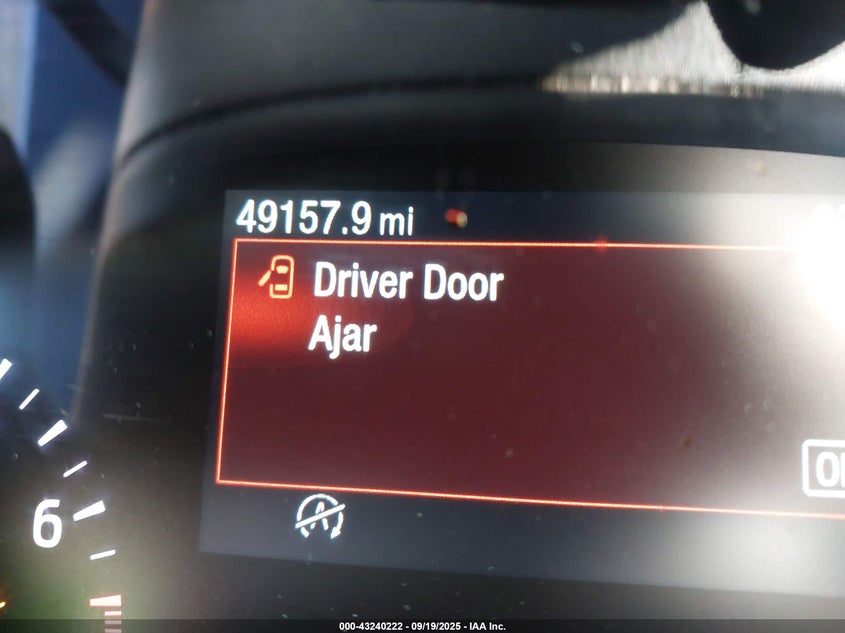 49157.9 mi
Driver Door
Ajar
6
000-43240222 - 09/19/2025 - IAA Inc.